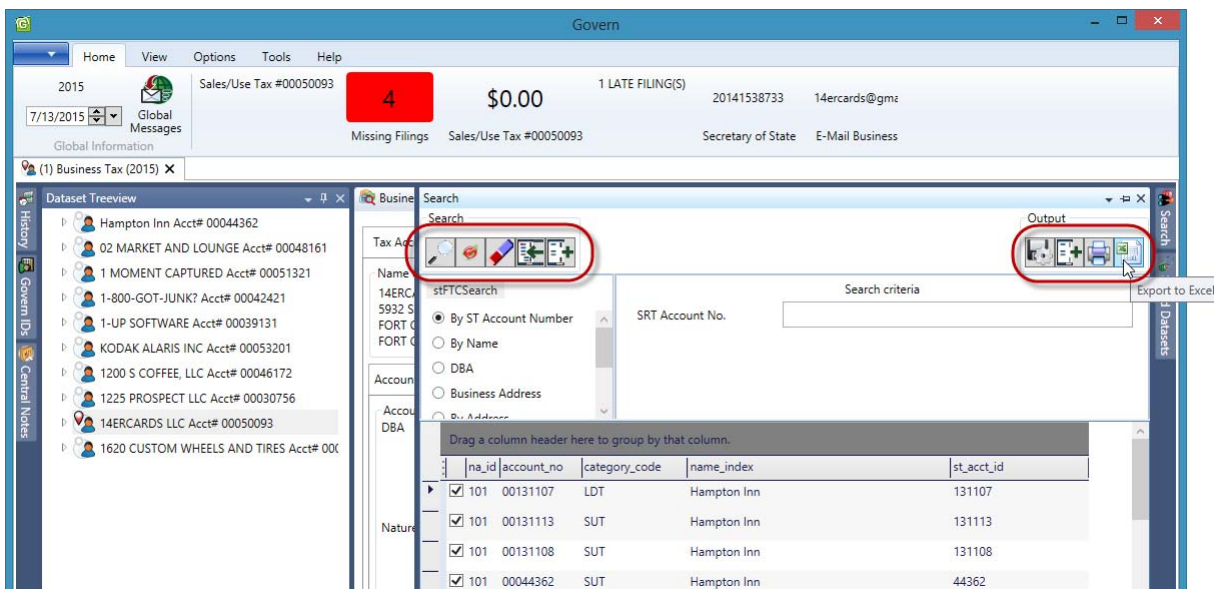 Govern
Home View Options Tools Help
2015
7/13/2015
Global Messages
Global Information
Sales/Use Tax #00050093
4
Missing Filings
$0.00
Sales/Use Tax #00050093
1 LATE FILING(S)
20141538733
Secretary of State
14ercards@gma
E-Mail Business
(1) Business Tax (2015)
History
Govern IDs
Central Notes
Dataset Treeview
Hampton Inn Acct# 00044362
02 MARKET AND LOUNGE Acct# 00048161
1 MOMENT CAPTURED Acct# 00051321
1-800-GOT-JUNK? Acct# 00042421
1-UP SOFTWARE Acct# 00039131
KODAK ALARIS INC Acct# 00053201
1200 S COFFEE, LLC Acct# 00046172
1225 PROSPECT LLC Acct# 00030756
14ERCARDS LLC Acct# 00050093
1620 CUSTOM WHEELS AND TIRES Acct# 000
Busine
Tax Acc
Name
14ERCA
5932 S
FORT C
FORT C
Accoun
Accou
DBA
Nature
Search
Search
Output
Export to Excel
stFTCSearch
By ST Account Number
By Name
DBA
Business Address
By Address
Search criteria
SRT Account No.
Drag a column header here to group by that column.
na_id account_no category_code name_index st_acct_id
101 00131107 LDT Hampton Inn 131107
101 00131113 SUT Hampton Inn 131113
101 00131108 SUT Hampton Inn 131108
101 00044362 SUT Hampton Inn 44362
Search
d Datasets